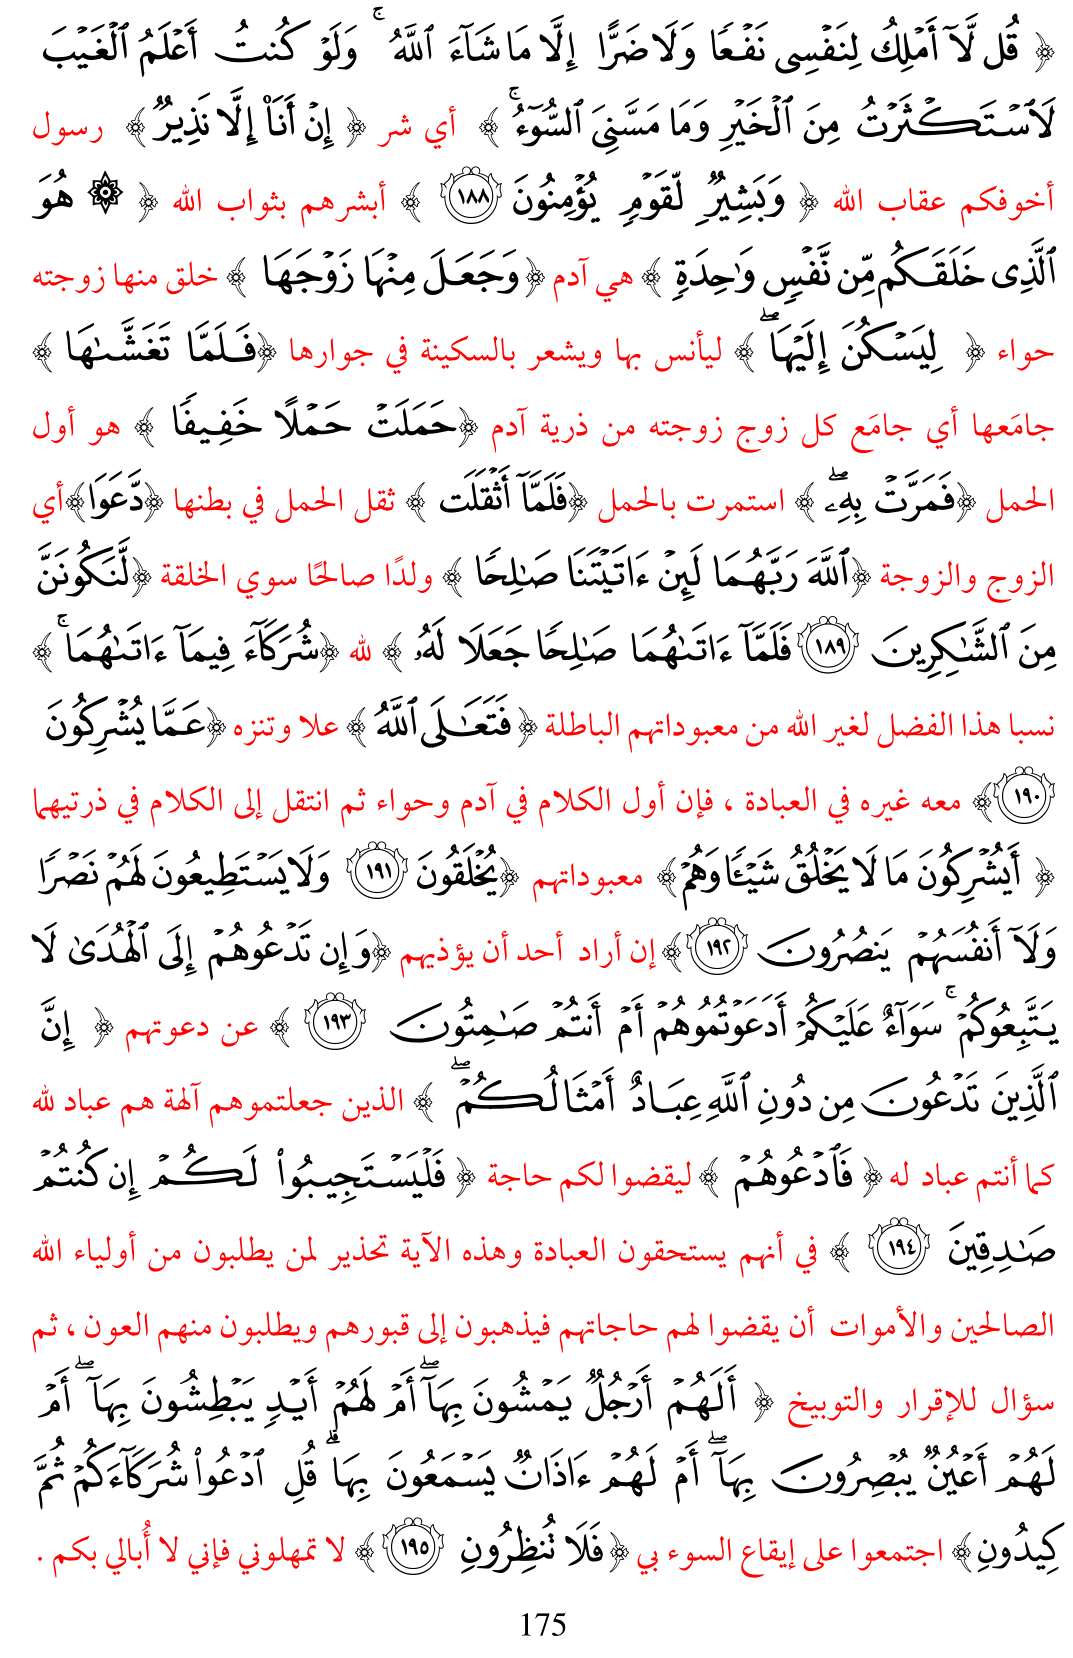 ﴿ قُل لَّآ أَمْلِكُ لِنَفْسِى نَفْعًا وَلَا ضَرًّا إِلَّا مَا شَآءَ ٱللَّهُ ۚ وَلَوْ كُنتُ أَعْلَمُ ٱلْغَيْبَ
لَٱسْتَكْثَرْتُ مِنَ ٱلْخَيْرِ وَمَا مَسَّنِىَ ٱلسُّوٓءُ ۚ ﴾ أي شر ﴿ إِنْ أَنَا۠ إِلَّا نَذِيرٌ ﴾ رسول
أخوفكم عقاب الله ﴿ وَبَشِيرٌ لِّقَوْمٍ يُؤْمِنُونَ ١٨٨ ﴾ أبشرهم بثواب الله ﴿ ۞ هُوَ
ٱلَّذِى خَلَقَكُم مِّن نَّفْسٍ وَٰحِدَةٍ ﴾ هي آدم ﴿ وَجَعَلَ مِنْهَا زَوْجَهَا ﴾ خلق منها زوجته
حواء ﴿ لِيَسْكُنَ إِلَيْهَا ۖ ﴾ ليأنس بها ويشعر بالسكينة في جوارها ﴿فَلَمَّا تَغَشَّىٰهَا ﴾
جامَعها أي جامَع كل زوج زوجته من ذرية آدم ﴿حَمَلَتْ حَمْلًا خَفِيفًا ﴾ هو أول
الحمل ﴿فَمَرَّتْ بِهِۦ ۖ ﴾ استمرت بالحمل ﴿فَلَمَّآ أَثْقَلَت ﴾ ثقل الحمل في بطنها ﴿دَّعَوَا﴾أي
الزوج والزوجة ﴿ٱللَّهَ رَبَّهُمَا لَئِنْ ءَاتَيْتَنَا صَٰلِحًا ﴾ ولدًا صالحًا سوي الخلقة ﴿لَّنَكُونَنَّ
مِنَ ٱلشَّٰكِرِينَ ١٨٩ فَلَمَّآ ءَاتَىٰهُمَا صَٰلِحًا جَعَلَا لَهُۥ ﴾ لله ﴿شُرَكَآءَ فِيمَآ ءَاتَىٰهُمَا ۚ ﴾
نسبا هذا الفضل لغير الله من معبوداتهم الباطلة ﴿ فَتَعَٰلَى ٱللَّهُ ﴾ علا وتنزه ﴿عَمَّا يُشْرِكُونَ
١٩٠﴾ معه غيره في العبادة ، فإن أول الكلام في آدم وحواء ثم انتقل إلى الكلام في ذرتيهما
﴿ أَيُشْرِكُونَ مَا لَا يَخْلُقُ شَيْـًٔا وَهُمْ﴾ معبوداتهم ﴿يُخْلَقُونَ ١٩١ وَلَا يَسْتَطِيعُونَ لَهُمْ نَصْرًا
وَلَآ أَنفُسَهُمْ يَنصُرُونَ ١٩٢﴾ إن أراد أحد أن يؤذيهم ﴿وَإِن تَدْعُوهُمْ إِلَى ٱلْهُدَىٰ لَا
يَتَّبِعُوكُمْ ۚ سَوَآءٌ عَلَيْكُمْ أَدَعَوْتُمُوهُمْ أَمْ أَنتُمْ صَٰمِتُونَ ١٩٣ ﴾ عن دعوتهم ﴿ إِنَّ
ٱلَّذِينَ تَدْعُونَ مِن دُونِ ٱللَّهِ عِبَادٌ أَمْثَالُكُمْ ۖ ﴾ الذين جعلتموهم آلهة هم عباد لله
كما أنتم عباد له ﴿ فَٱدْعُوهُمْ ﴾ ليقضوا لكم حاجة ﴿ فَلْيَسْتَجِيبُوا۟ لَكُمْ إِن كُنتُمْ
صَٰدِقِينَ ١٩٤ ﴾ في أنهم يستحقون العبادة وهذه الآية تحذير لمن يطلبون من أولياء الله
الصالحين والأموات أن يقضوا لهم حاجاتهم فيذهبون إلى قبورهم ويطلبون منهم العون ، ثم
سؤال للإقرار والتوبيخ ﴿ أَلَهُمْ أَرْجُلٌ يَمْشُونَ بِهَآ ۖ أَمْ لَهُمْ أَيْدٍ يَبْطِشُونَ بِهَآ ۖ أَمْ
لَهُمْ أَعْيُنٌ يُبْصِرُونَ بِهَآ ۖ أَمْ لَهُمْ ءَاذَانٌ يَسْمَعُونَ بِهَا ۗ قُلِ ٱدْعُوا۟ شُرَكَآءَكُمْ ثُمَّ
كِيدُونِ﴾ اجتمعوا على إيقاع السوء بي ﴿فَلَا تُنظِرُونِ ١٩٥﴾ لا تمهلوني فإني لا أُبالي بكم .
175